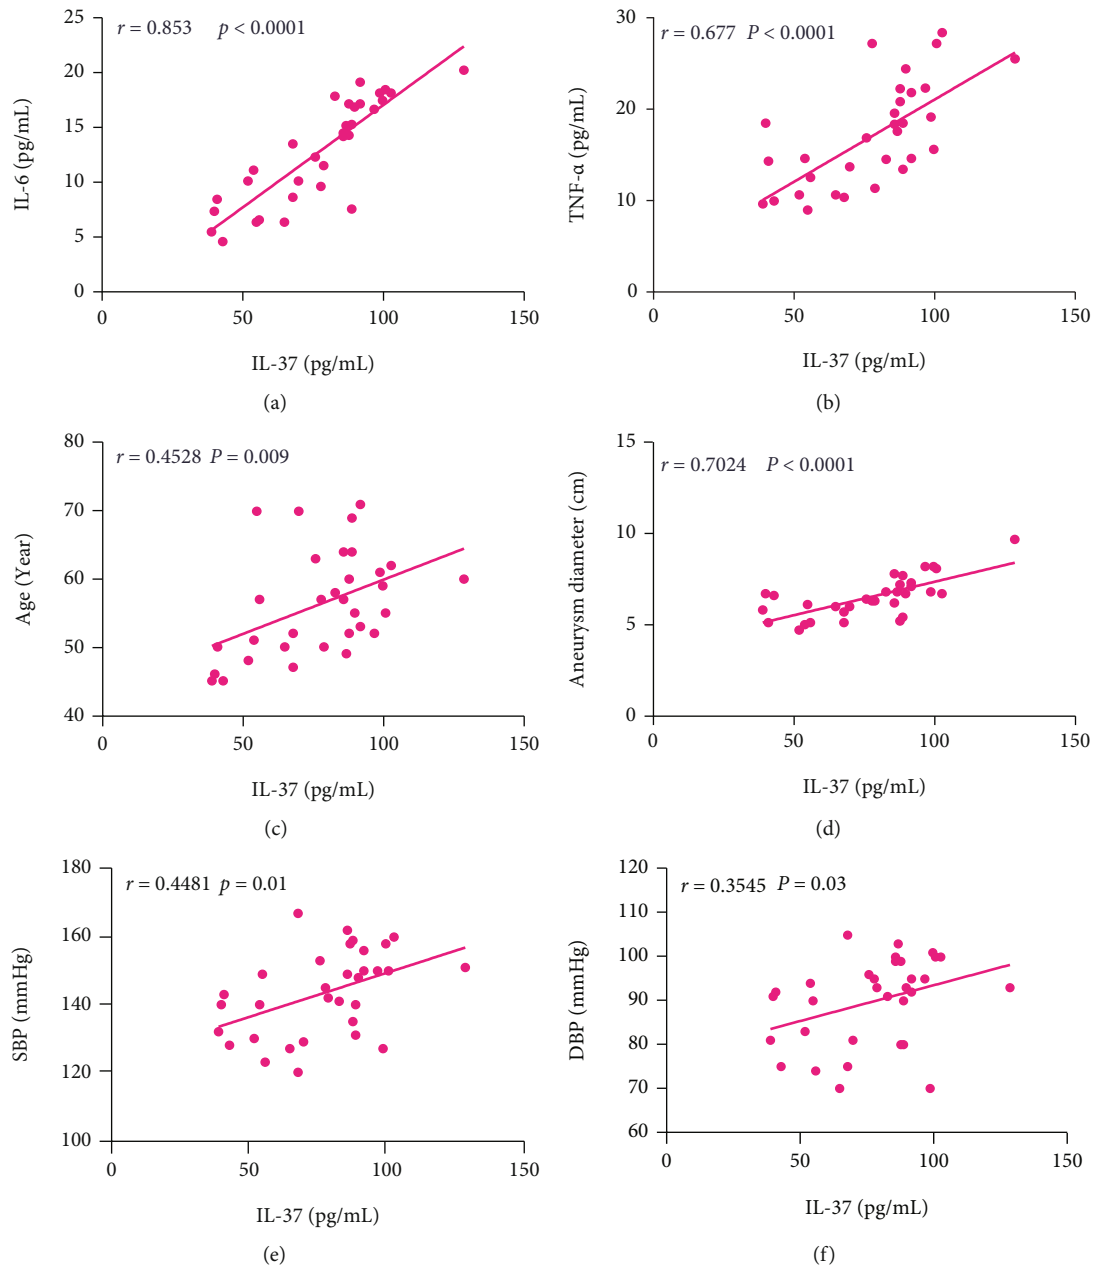 r = 0.853 p < 0.0001
25
20
15
10
5
0
IL-6 (pg/mL)
0 50 100 150
IL-37 (pg/mL)
(a)
r = 0.677 P < 0.0001
30
20
10
0
TNF-α (pg/mL)
0 50 100 150
IL-37 (pg/mL)
(b)
r = 0.4528 P = 0.009
80
70
60
50
40
Age (Year)
0 50 100 150
IL-37 (pg/mL)
(c)
r = 0.7024 P < 0.0001
15
10
5
0
Aneurysm diameter (cm)
0 50 100 150
IL-37 (pg/mL)
(d)
r = 0.4481 p = 0.01
180
160
140
120
100
SBP (mmHg)
0 50 100 150
IL-37 (pg/mL)
(e)
r = 0.3545 P = 0.03
120
110
100
90
80
70
60
DBP (mmHg)
0 50 100 150
IL-37 (pg/mL)
(f)